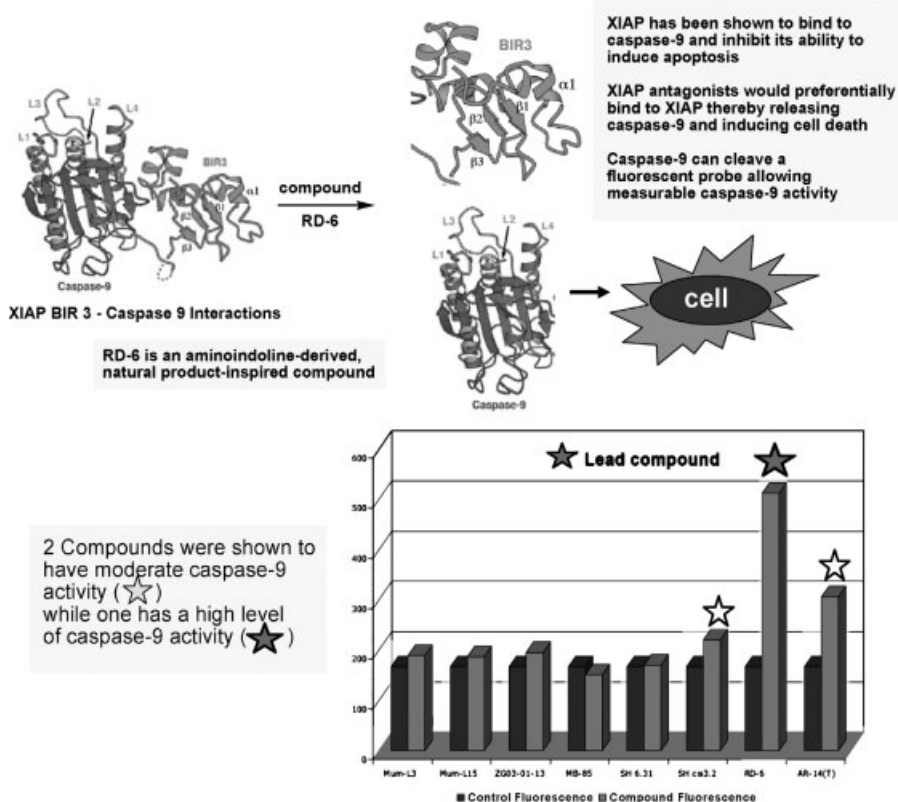 XIAP has been shown to bind to
caspase-9 and inhibit its ability to
induce apoptosis
XIAP antagonists would preferentially
bind to XIAP thereby releasing
caspase-9 and inducing cell death
Caspase-9 can cleave a
fluorescent probe allowing
measurable caspase-9 activity
BIR3
α1
β1
β2
β3
L3
L2
L4
L1
BIR3
α1
β2
β1
β3
Caspase-9
compound
RD-6
L3
L2
L4
L1
Caspase-9
cell
XIAP BIR 3 - Caspase 9 Interactions
RD-6 is an aminoindoline-derived,
natural product-inspired compound
2 Compounds were shown to
have moderate caspase-9
activity ( )
while one has a high level
of caspase-9 activity ( )
Lead compound
600
500
400
300
200
100
0
Mum-L3 Mum-L15 ZG03-01-13 MB-85 SH 6.31 SH cs3.2 RD-6 AR-14(T)
Control Fluorescence Compound Fluorescence